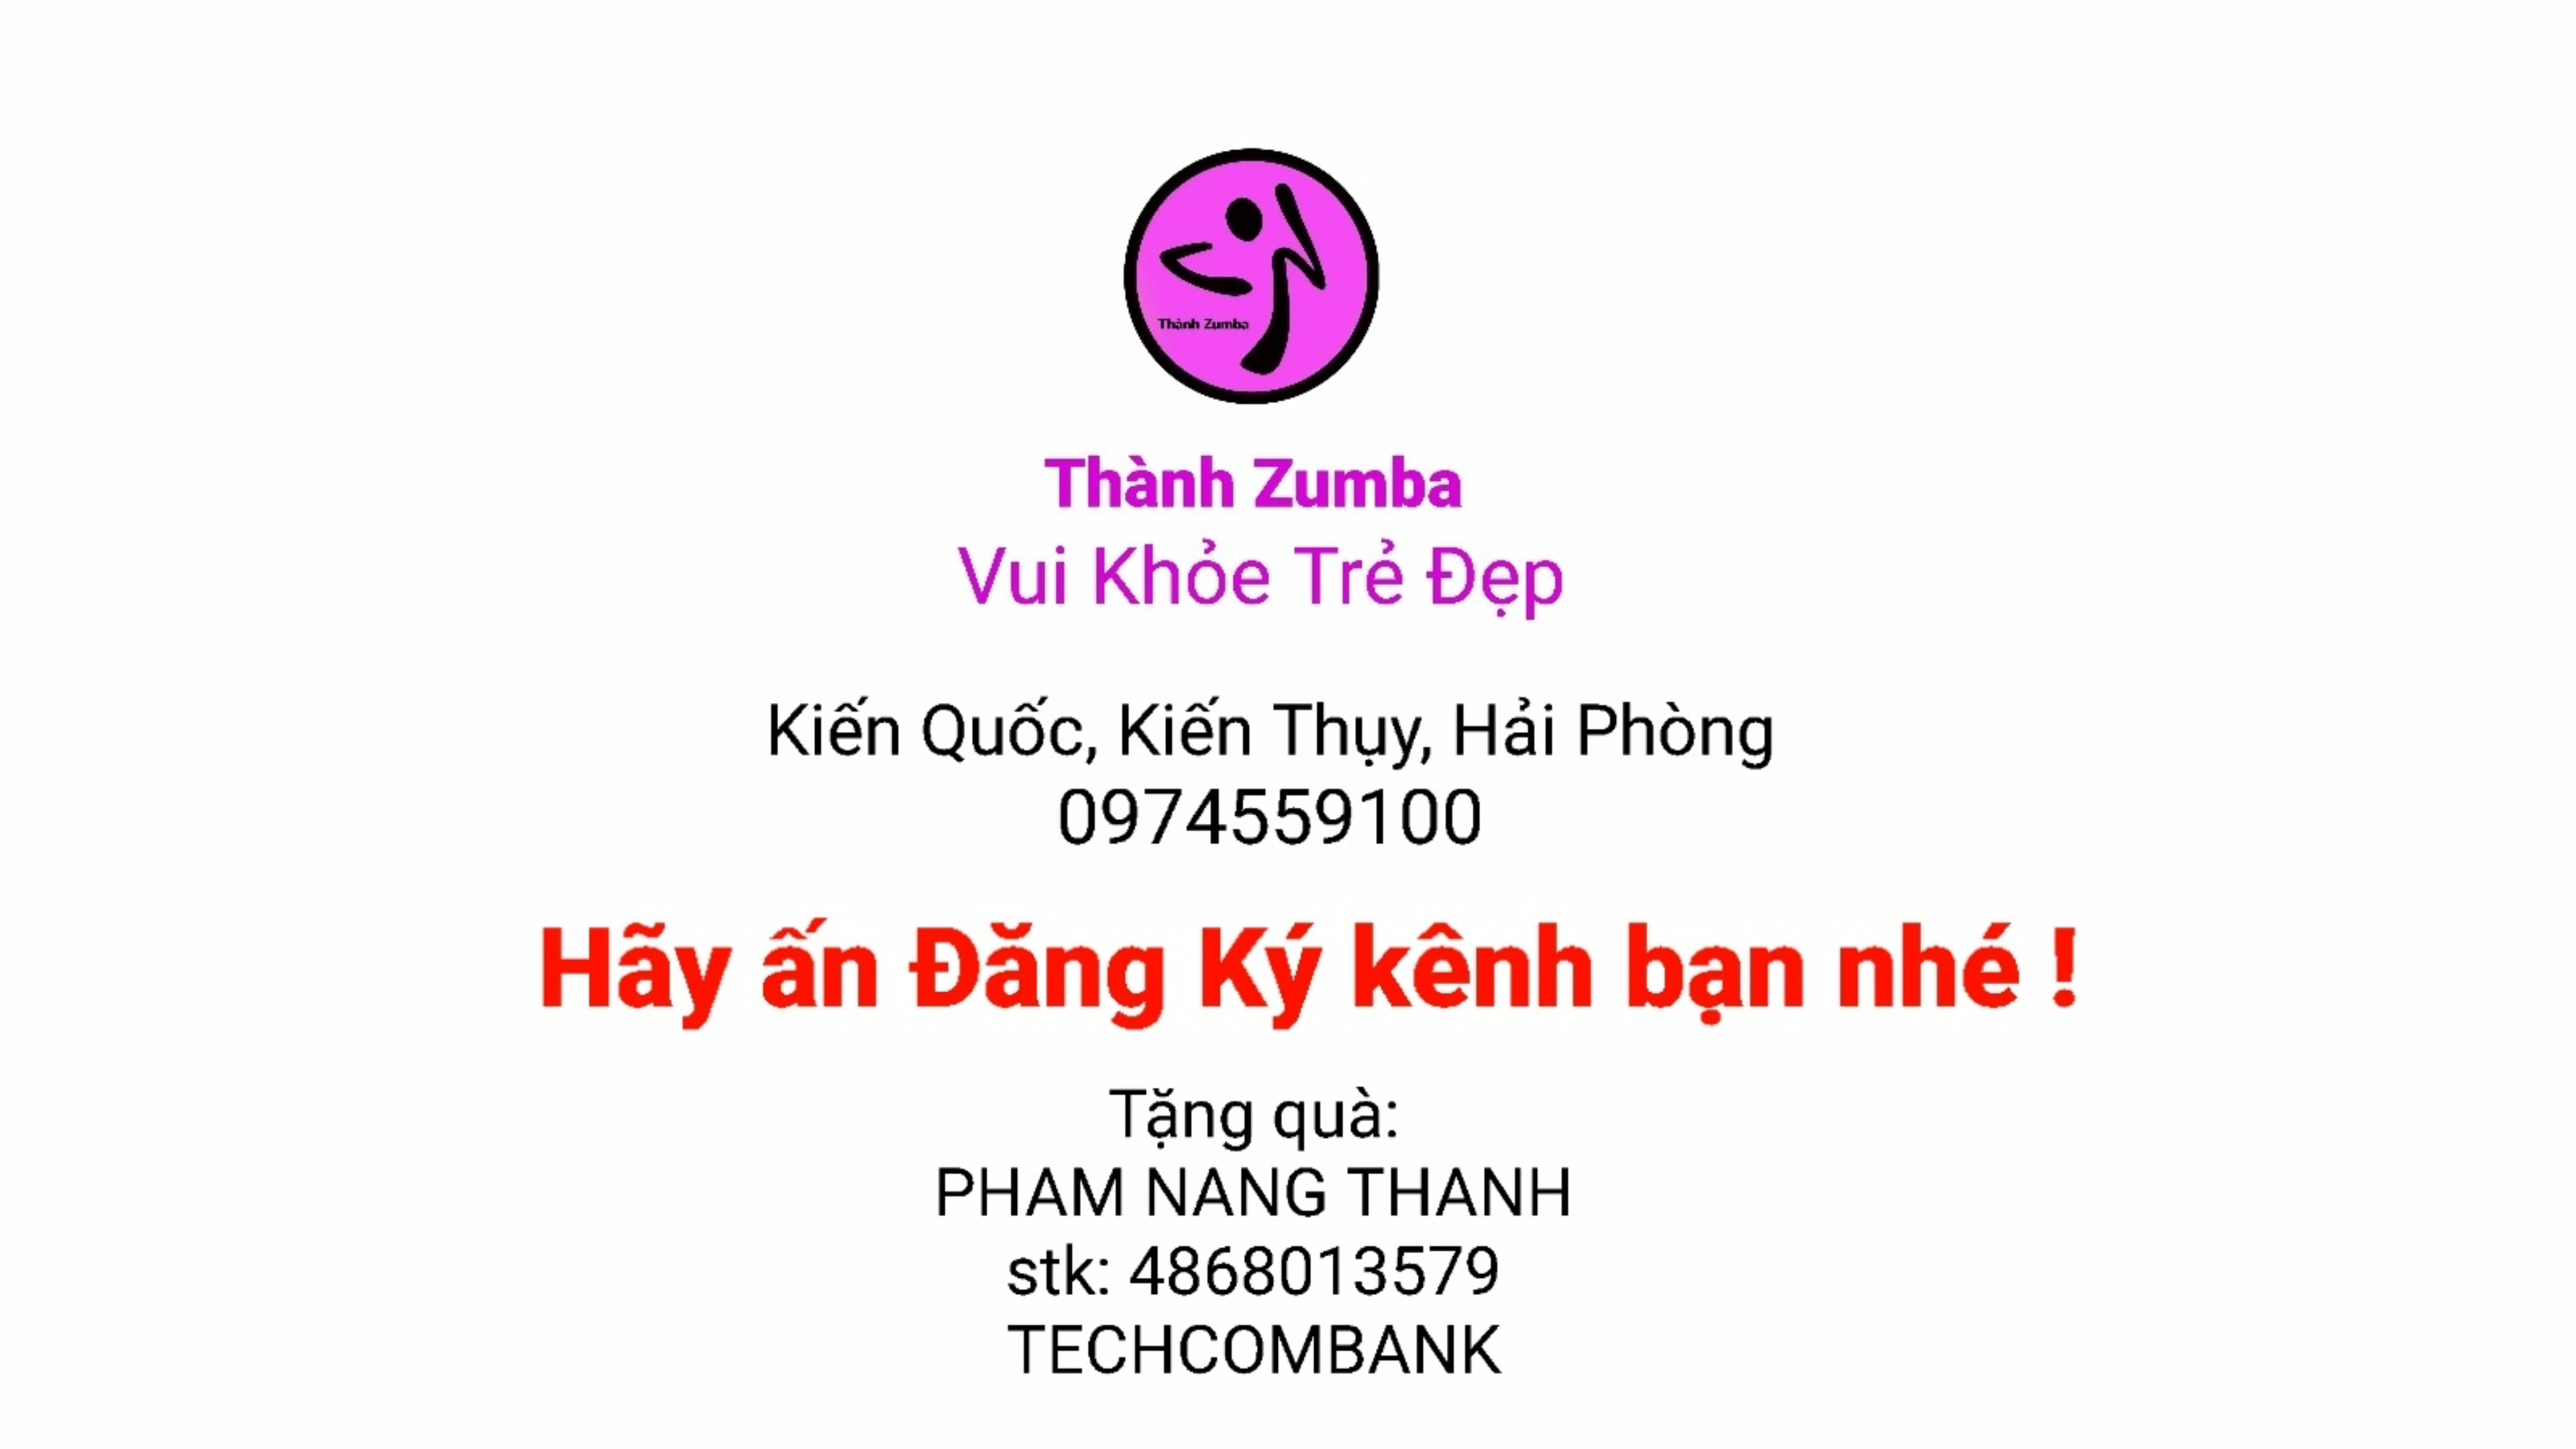 Thành Zumba
Thành Zumba
Vui Khỏe Trẻ Đẹp
Kiến Quốc, Kiến Thụy, Hải Phòng
0974559100
Hãy ấn Đăng Ký kênh bạn nhé !
Tặng quà:
PHAM NANG THANH
stk: 4868013579
TECHCOMBANK